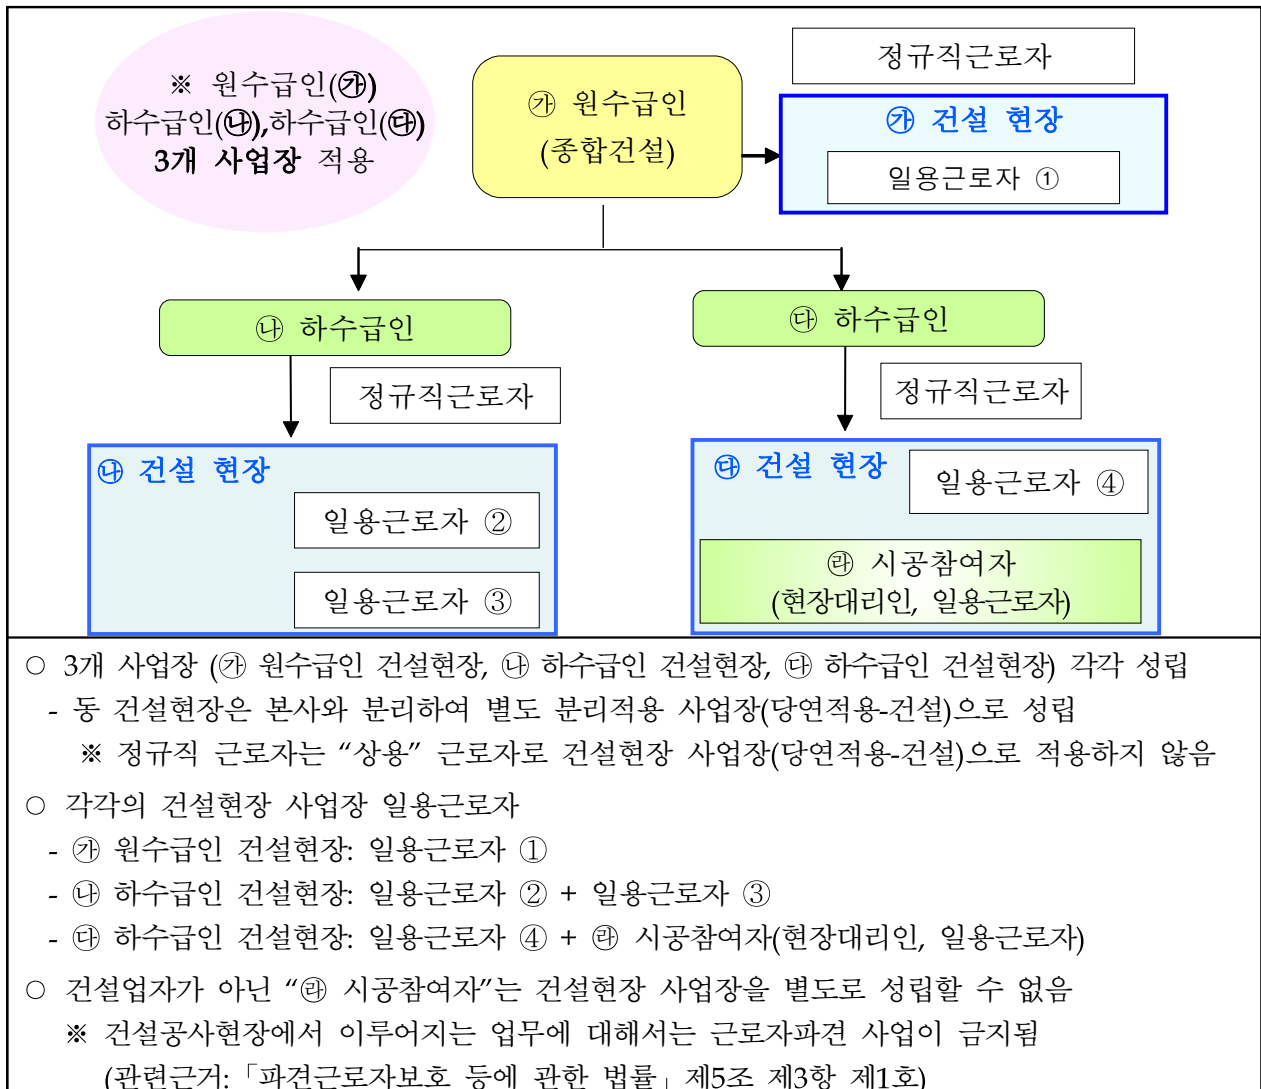 ※ 원수급인(㉮)
하수급인(㉯),하수급인(㉰)
3개 사업장 적용
㉮ 원수급인
(종합건설)
정규직근로자
㉮ 건설 현장
일용근로자 ①
㉯ 하수급인
㉰ 하수급인
정규직근로자
정규직근로자
㉯ 건설 현장
일용근로자 ②
일용근로자 ③
㉰ 건설 현장
일용근로자 ④
㉱ 시공참여자
(현장대리인, 일용근로자)
○ 3개 사업장 (㉮ 원수급인 건설현장, ㉯ 하수급인 건설현장, ㉰ 하수급인 건설현장) 각각 성립
- 동 건설현장은 본사와 분리하여 별도 분리적용 사업장(당연적용-건설)으로 성립
※ 정규직 근로자는 “상용” 근로자로 건설현장 사업장(당연적용-건설)으로 적용하지 않음
○ 각각의 건설현장 사업장 일용근로자
- ㉮ 원수급인 건설현장: 일용근로자 ①
- ㉯ 하수급인 건설현장: 일용근로자 ② + 일용근로자 ③
- ㉰ 하수급인 건설현장: 일용근로자 ④ + ㉱ 시공참여자(현장대리인, 일용근로자)
○ 건설업자가 아닌 “㉱ 시공참여자”는 건설현장 사업장을 별도로 성립할 수 없음
※ 건설공사현장에서 이루어지는 업무에 대해서는 근로자파견 사업이 금지됨
(관련근거:「파견근로자보호 등에 관한 법률」제5조 제3항 제1호)